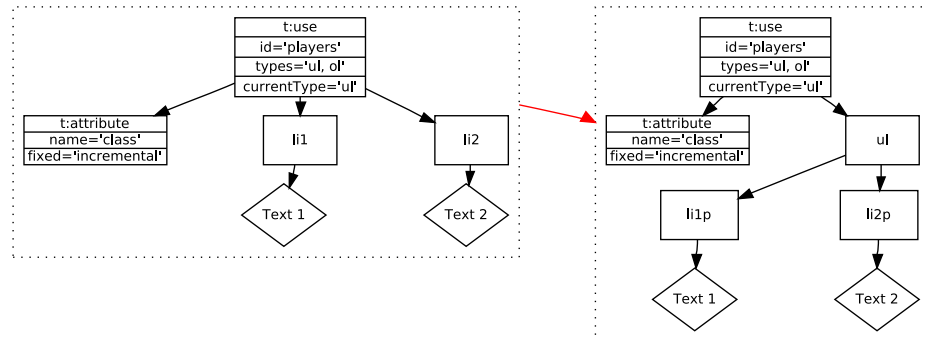 t:use
id='players'
types='ul, ol'
currentType='ul'
t:attribute
name='class'
fixed='incremental'
li1
li2
Text 1
Text 2
t:use
id='players'
types='ul, ol'
currentType='ul'
t:attribute
name='class'
fixed='incremental'
ul
li1p
li2p
Text 1
Text 2